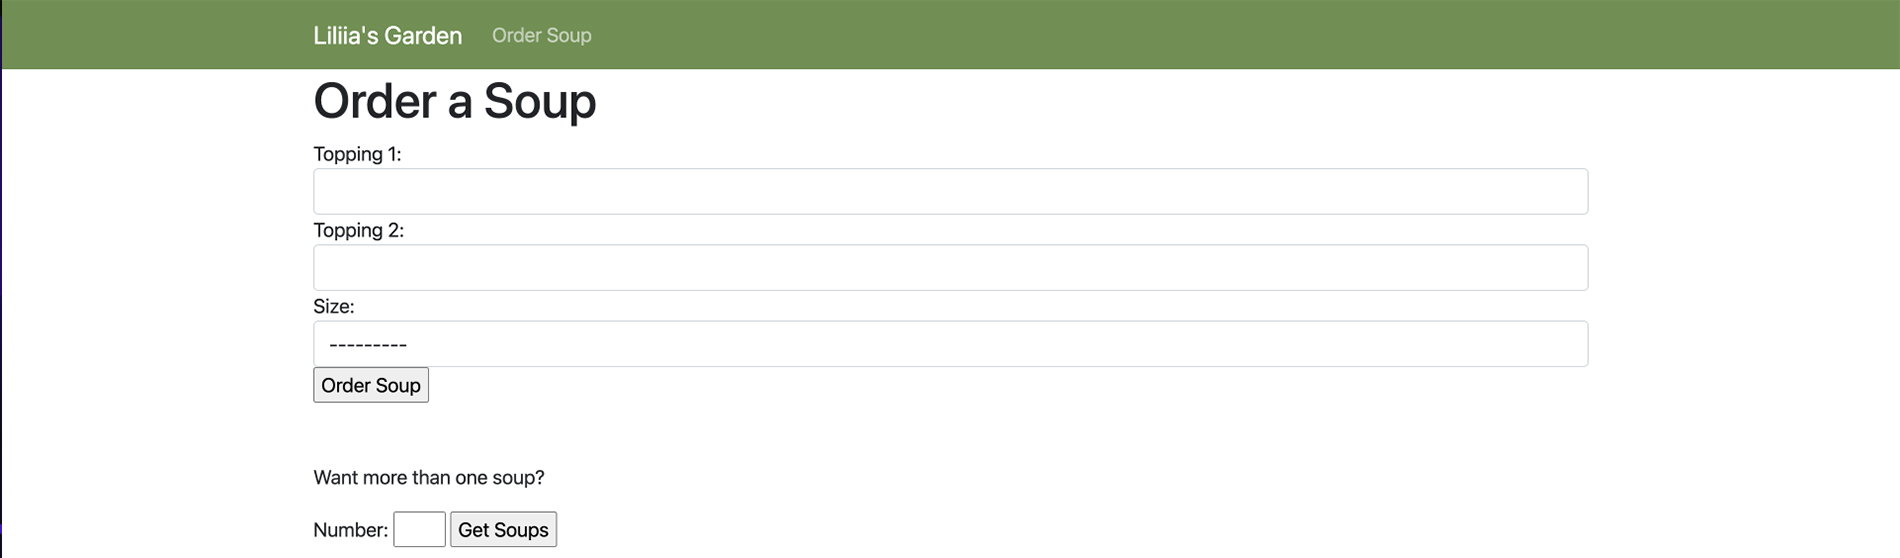 Liliia's Garden Order Soup
Order a Soup
Topping 1:
Topping 2:
Size:
---------
Order Soup
Want more than one soup?
Number: Get Soups